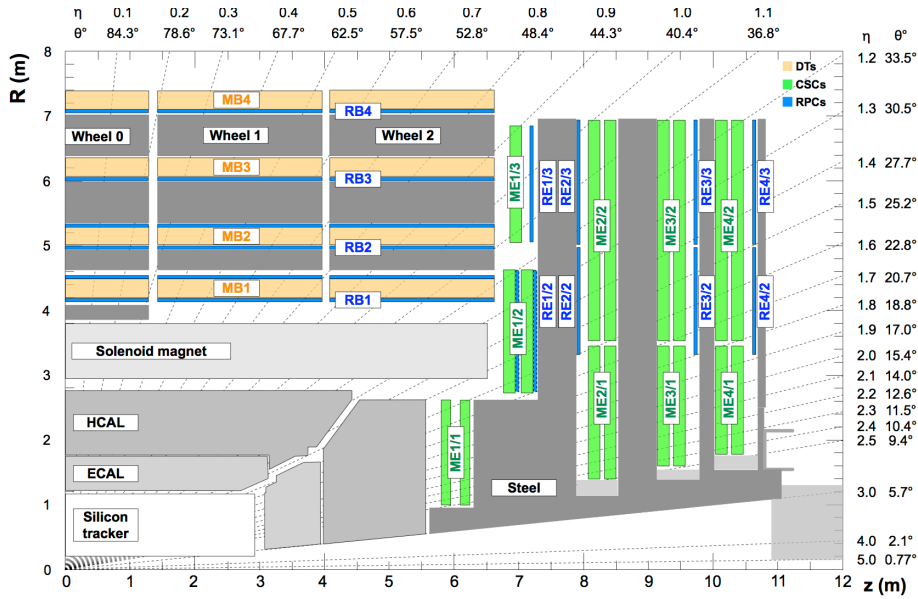 η 0.1 0.2 0.3 0.4 0.5 0.6 0.7 0.8 0.9 1.0 1.1
θ° 84.3° 78.6° 73.1° 67.7° 62.5° 57.5° 52.8° 48.4° 44.3° 40.4° 36.8° η θ°
R (m)
8
7
6
5
4
3
2
1
0
DTs
CSCs
RPCs
1.2 33.5°
1.3 30.5°
1.4 27.7°
1.5 25.2°
1.6 22.8°
1.7 20.7°
1.8 18.8°
1.9 17.0°
2.0 15.4°
2.1 14.0°
2.2 12.6°
2.3 11.5°
2.4 10.4°
2.5 9.4°
3.0 5.7°
4.0 2.1°
5.0 0.77°
MB4
RB4
Wheel 0 Wheel 1 Wheel 2
MB3
RB3
MB2
RB2
MB1
RB1
Solenoid magnet
HCAL
ECAL
Silicon
tracker
Steel
ME1/3
RE1/3
RE2/3
ME2/2
ME3/2
RE3/3
ME4/2
RE4/3
ME1/2
RE1/2
RE2/2
RE3/2
RE4/2
ME1/1
ME2/1
ME3/1
ME4/1
0 1 2 3 4 5 6 7 8 9 10 11 12
z (m)